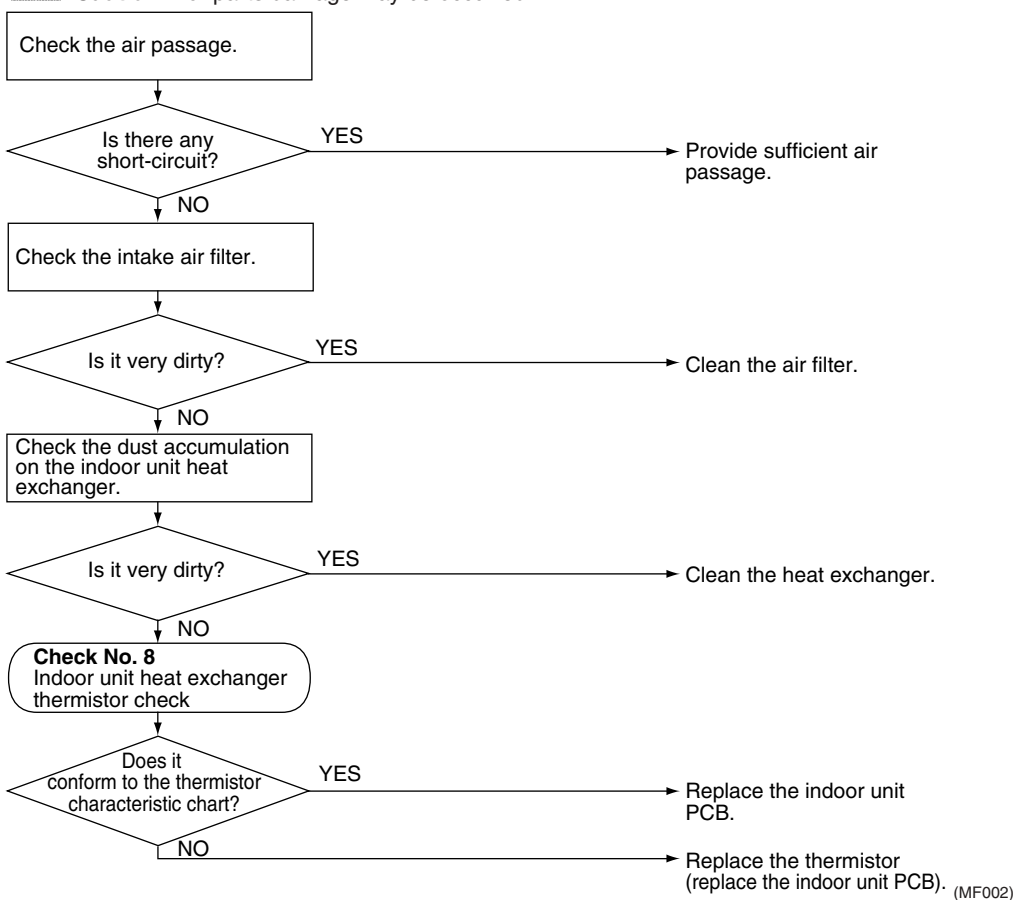 Check the air passage.
Is there any
short-circuit?
YES
Provide sufficient air
passage.
NO
Check the intake air filter.
Is it very dirty?
YES
Clean the air filter.
NO
Check the dust accumulation
on the indoor unit heat
exchanger.
Is it very dirty?
YES
Clean the heat exchanger.
NO
Check No. 8
Indoor unit heat exchanger
thermistor check
Does it
conform to the thermistor
characteristic chart?
YES
Replace the indoor unit
PCB.
NO
Replace the thermistor
(replace the indoor unit PCB).
(MF002)